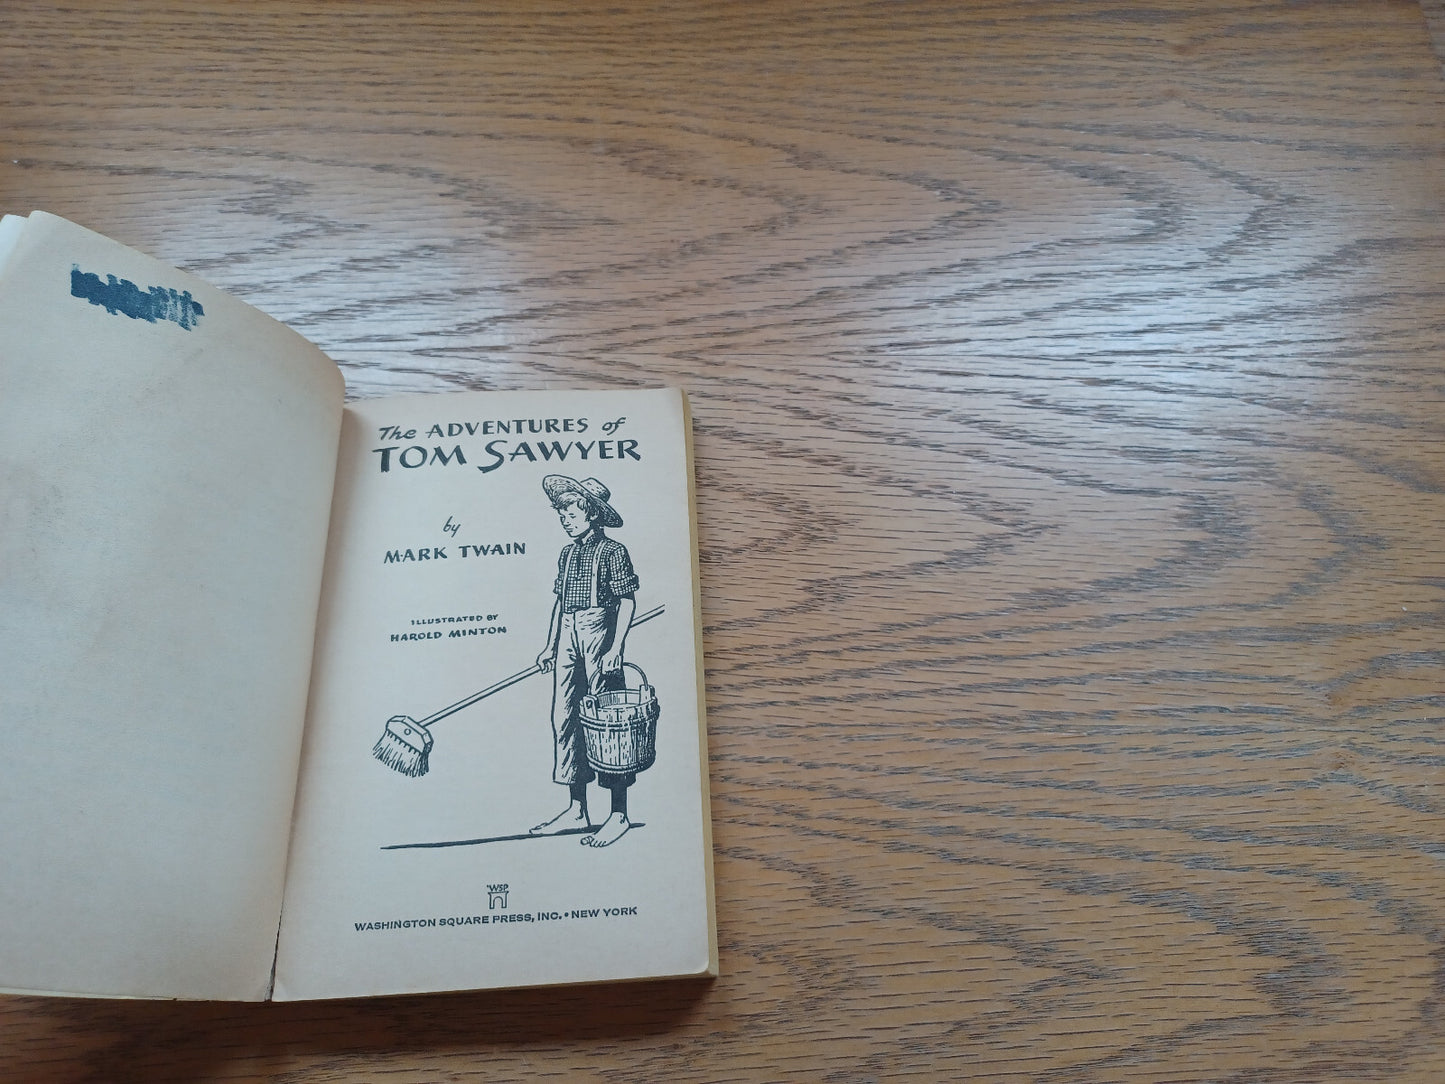 The ADVENTURES of
TOM SAWYER
by
MARK TWAIN
ILLUSTRATED BY
HAROLD MINTON
WSP
WASHINGTON SQUARE PRESS, INC. • NEW YORK